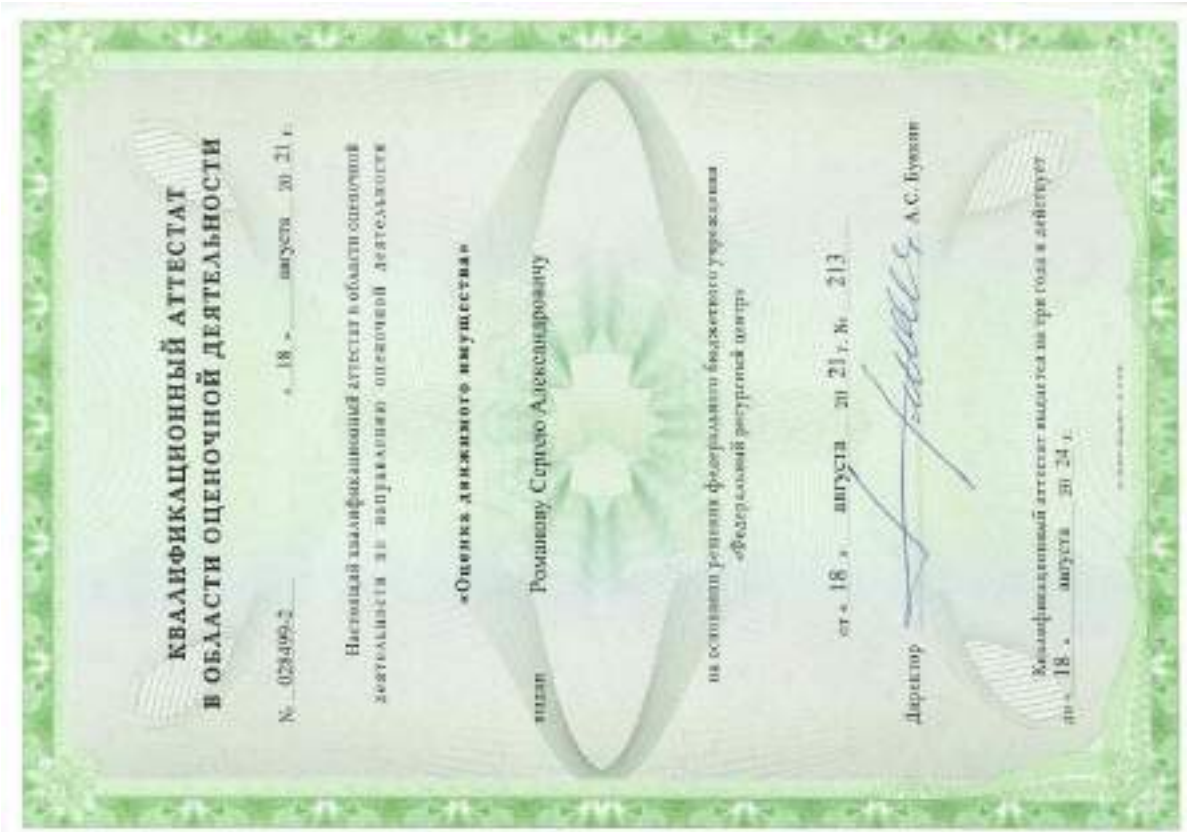 КВАЛИФИКАЦИОННЫЙ АТТЕСТАТ
В ОБЛАСТИ ОЦЕНОЧНОЙ ДЕЯТЕЛЬНОСТИ
№ 028499-2 « 18 » августа 20 21 г.
Настоящий квалификационный аттестат в области оценочной
деятельности по направлению оценочной деятельности
«Оценка движимого имущества»
выдан Романову Сергею Александровичу
на основании решения федерального бюджетного учреждения
«Федеральный ресурсный центр»
от « 18 » августа 20 21 г. № 213
Директор А.С. Бункин
Квалификационный аттестат выдается на три года и действует
до « 18 » августа 20 24 г.